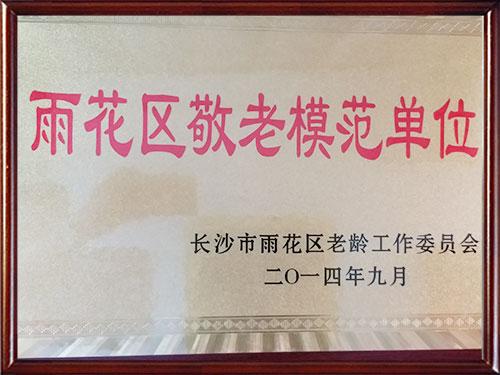 雨花区敬老模范单位
长沙市雨花区老龄工作委员会
二〇一四年九月